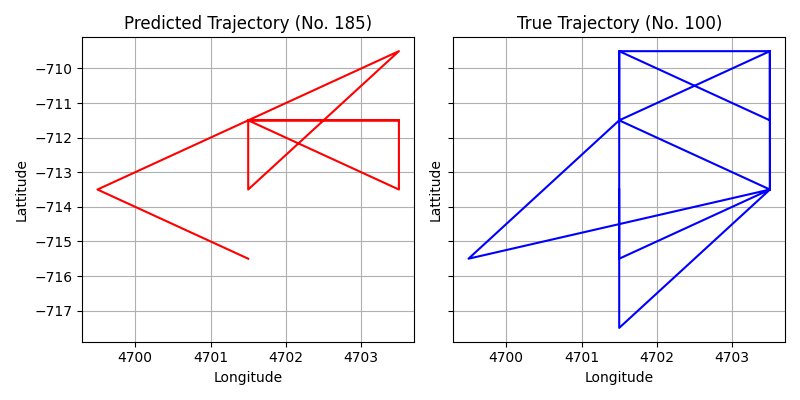 Predicted Trajectory (No. 185)
True Trajectory (No. 100)
−710
−711
−712
−713
−714
−715
−716
−717
Lattitude
Lattitude
4700
4701
4702
4703
4700
4701
4702
4703
Longitude
Longitude